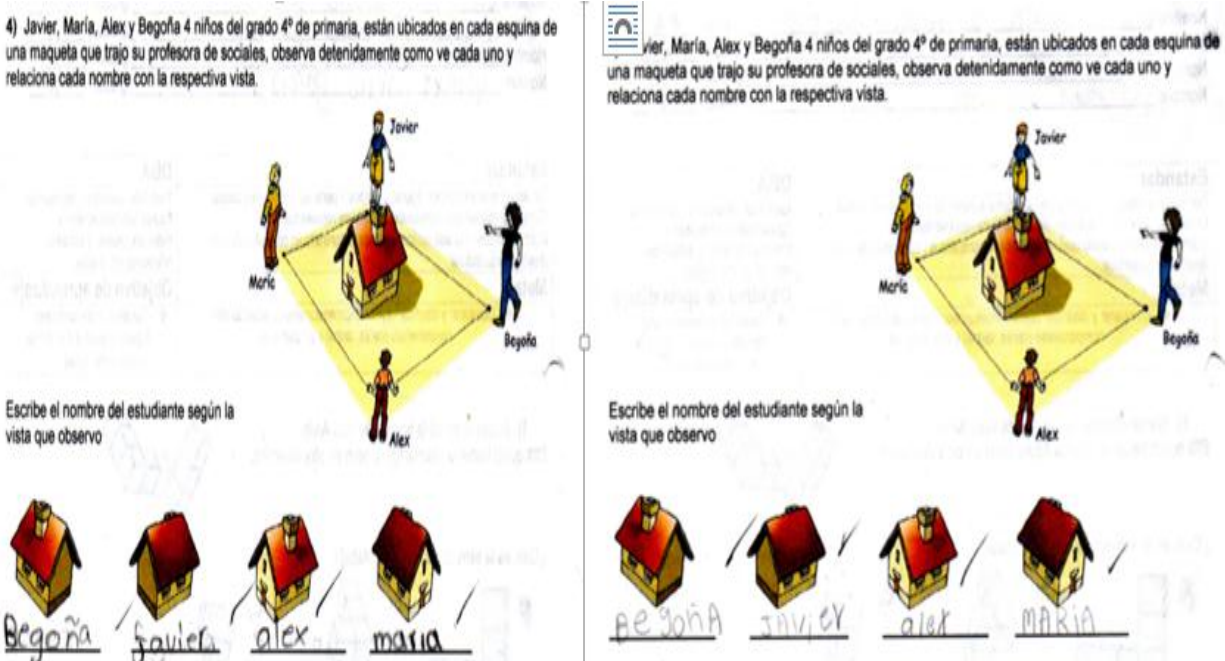 4) Javier, María, Alex y Begoña 4 niños del grado 4º de primaria, están ubicados en cada esquina de
una maqueta que trajo su profesora de sociales, observa detenidamente como ve cada uno y
relaciona cada nombre con la respectiva vista.
Javier
María
Begoña
Alex
Escribe el nombre del estudiante según la
vista que observo
Begoña javier alex maria
vier, María, Alex y Begoña 4 niños del grado 4º de primaria, están ubicados en cada esquina de
una maqueta que trajo su profesora de sociales, observa detenidamente como ve cada uno y
relaciona cada nombre con la respectiva vista.
Javier
María
Begoña
Alex
Escribe el nombre del estudiante según la
vista que observo
BegoñA JAVier alex MARiA